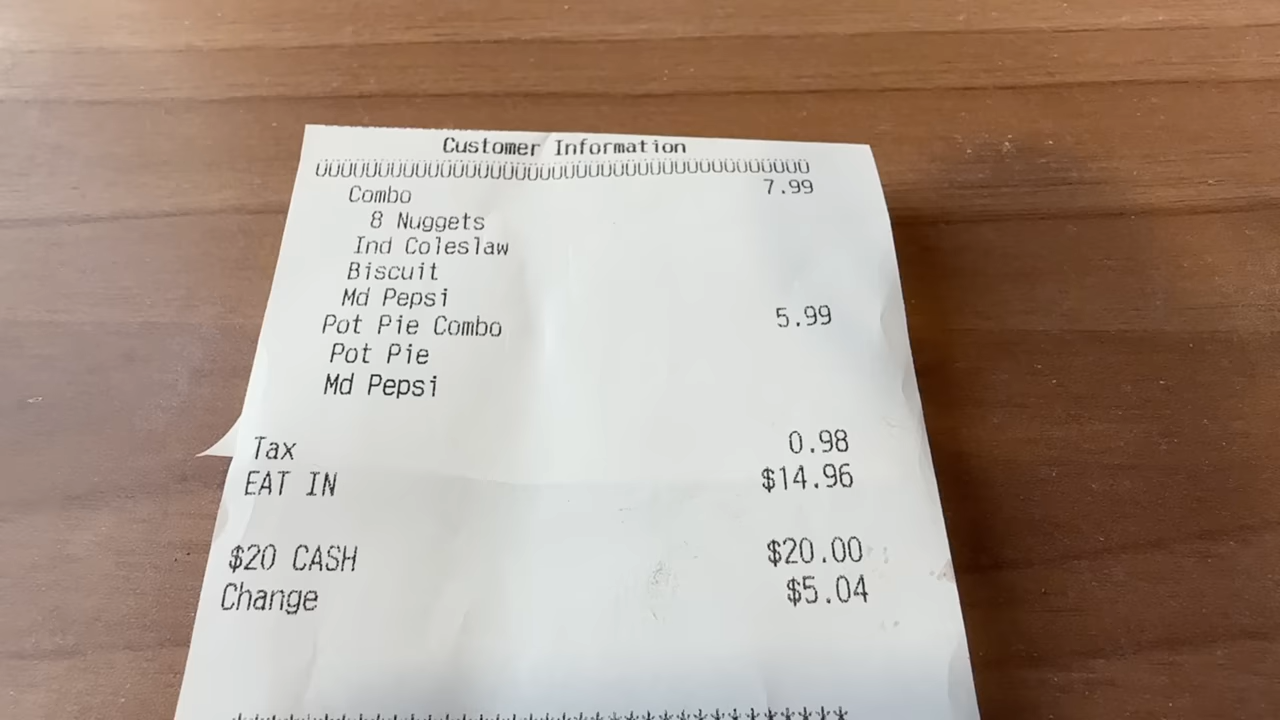 Customer Information
ÜÜÜÜÜÜÜÜÜÜÜÜÜÜÜÜÜÜÜÜÜÜÜÜÜÜÜÜÜÜÜÜÜÜÜÜÜÜÜÜ
Combo 7.99
8 Nuggets
Ind Coleslaw
Biscuit
Md Pepsi
Pot Pie Combo 5.99
Pot Pie
Md Pepsi
Tax 0.98
EAT IN $14.96
$20 CASH $20.00
Change $5.04